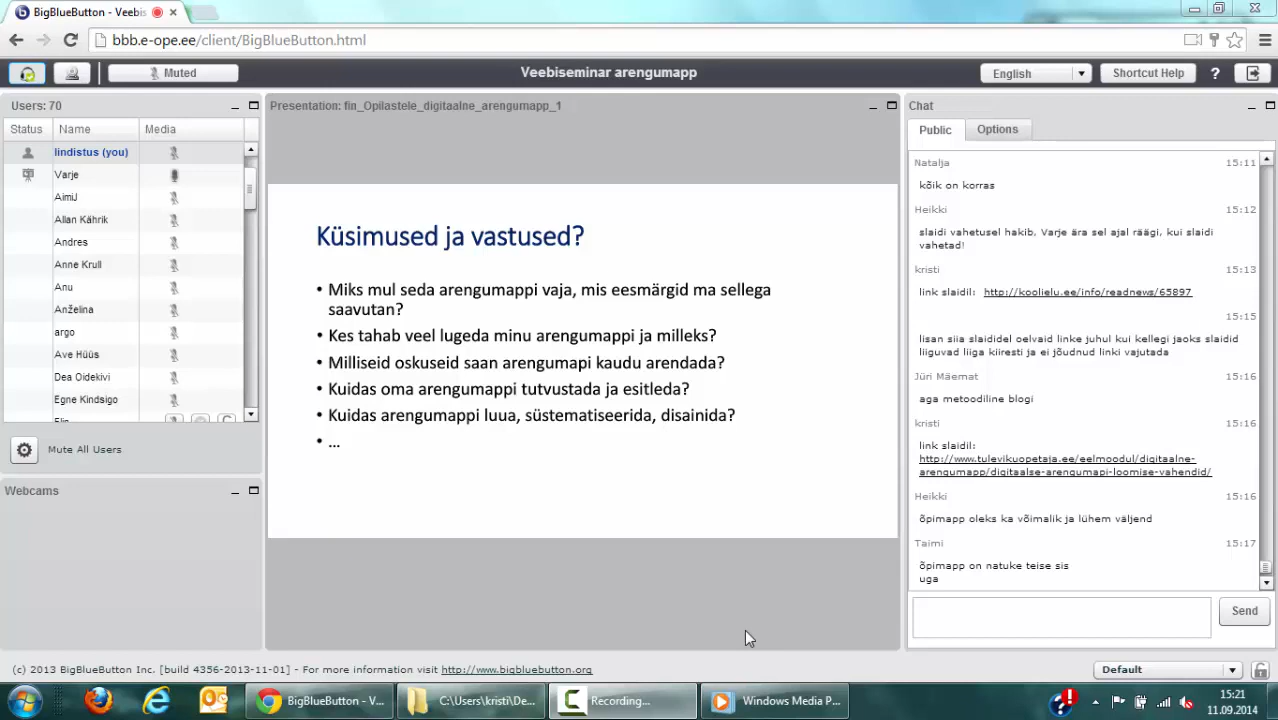 BigBlueButton - Veebis
bbb.e-ope.ee/client/BigBlueButton.html
Muted
Veebiseminar arengumapp
English
Shortcut Help
?
Users: 70
Status Name Media
lindistus (you)
Varje
AimiJ
Allan Kährik
Andres
Anne Krull
Anu
Anželina
argo
Ave Hüüs
Dea Oidekivi
Egne Kindsigo
Mute All Users
Webcams
Presentation: fin_Opilastele_digitaalne_arengumapp_1
Küsimused ja vastused?
• Miks mul seda arengumappi vaja, mis eesmärgid ma sellega
saavutan?
• Kes tahab veel lugeda minu arengumappi ja milleks?
• Milliseid oskuseid saan arengumapi kaudu arendada?
• Kuidas oma arengumappi tutvustada ja esitleda?
• Kuidas arengumappi luua, süstematiseerida, disainida?
• ...
Chat
Public Options
Natalja 15:11
kõik on korras
Heikki 15:12
slaidi vahetusel hakib, Varje ära sel ajal räägi, kui slaidi
vahetad!
kristi 15:13
link slaidil: http://koolielu.ee/info/readnews/65897
15:15
lisan siia slaididel oelvaid linke juhul kui kellegi jaoks slaidid
liiguvad liiga kiiresti ja ei jõudnud linki vajutada
Jüri Mäemat 15:16
aga metoodiline blogi
kristi 15:16
link slaidil:
http://www.tulevikuopetaja.ee/eelmoodul/digitaalne-
arengumapp/digitaalse-arengumapi-loomise-vahendid/
Heikki 15:16
õpimapp oleks ka võimalik ja lühem väljend
Taimi 15:17
õpimapp on natuke teise sis
uga
Send
(c) 2013 BigBlueButton Inc. [build 4356-2013-11-01] - For more information visit http://www.bigbluebutton.org
Default
BigBlueButton - V...
C:\Users\kristi\De...
Recording...
Windows Media P...
15:21
11.09.2014